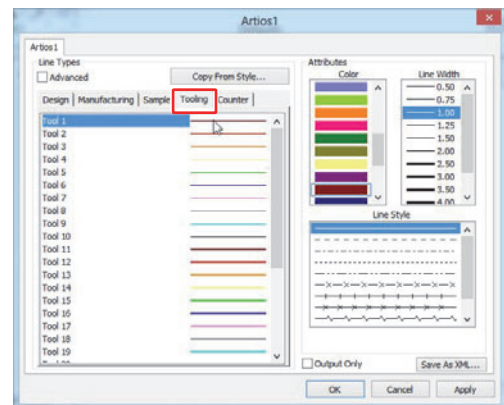 Artios1
Artios1
Line Types
Advanced
Copy From Style...
Design
Manufacturing
Sample
Tooling
Counter
Tool 1
Tool 2
Tool 3
Tool 4
Tool 5
Tool 6
Tool 7
Tool 8
Tool 9
Tool 10
Tool 11
Tool 12
Tool 13
Tool 14
Tool 15
Tool 16
Tool 17
Tool 18
Tool 19
Attributes
Color
Line Width
0.50
0.75
1.00
1.25
1.50
2.00
2.50
3.00
3.50
4.00
Line Style
Output Only
Save As XML...
OK
Cancel
Apply